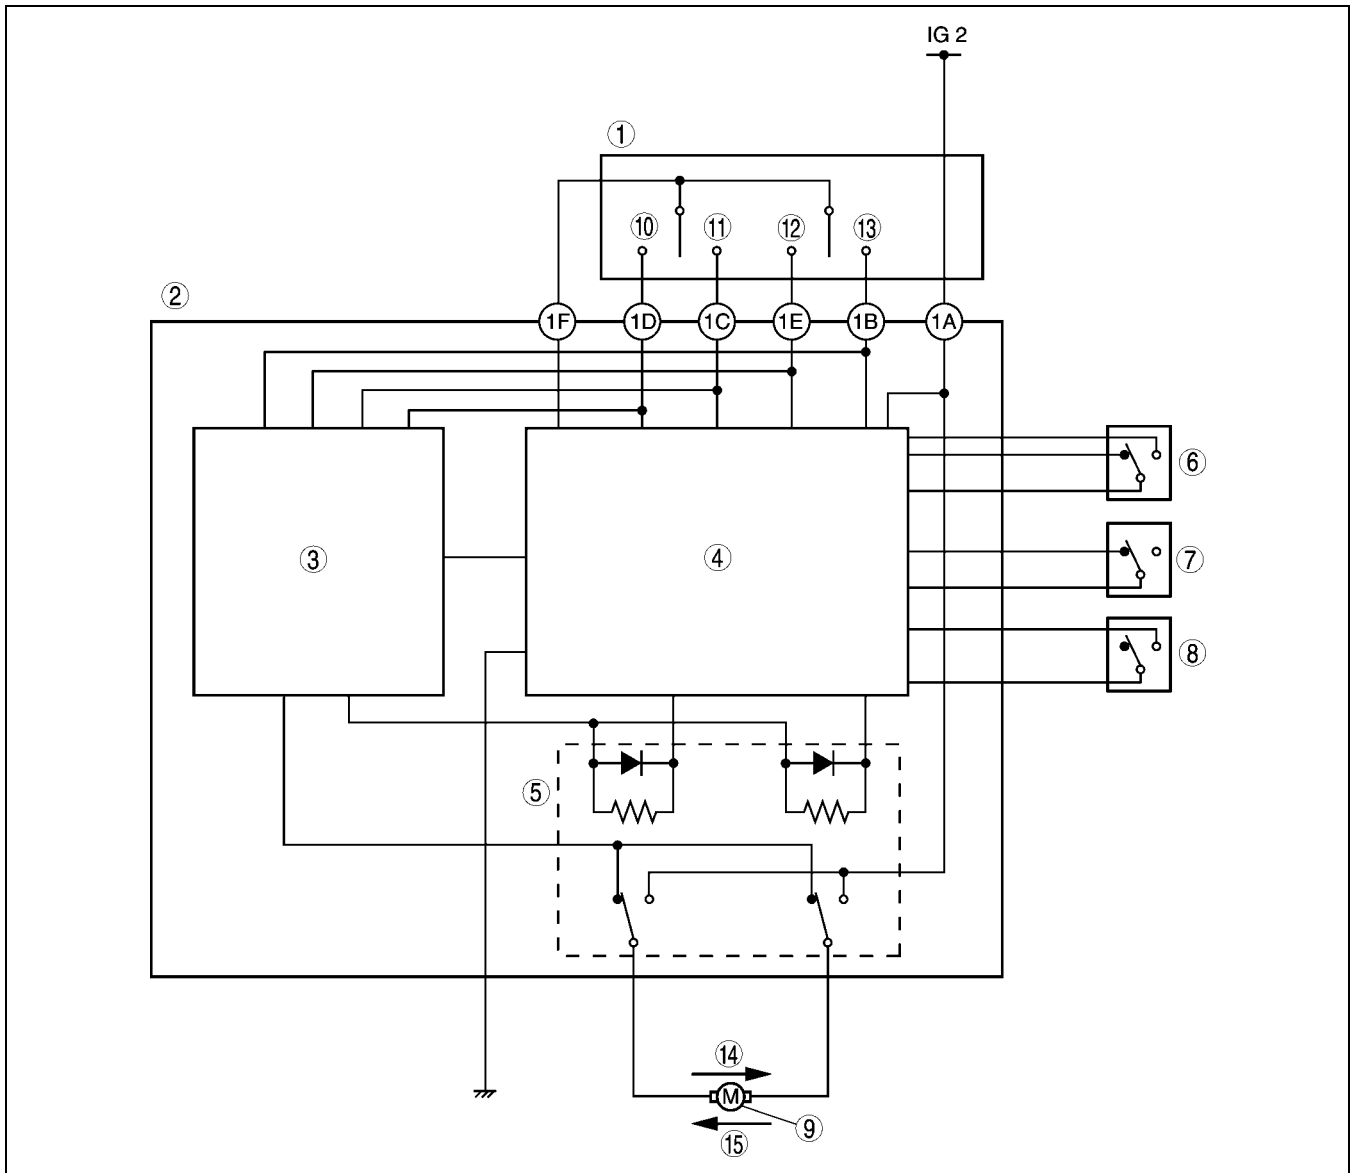 IG 2
①
⑩ ⑪ ⑫ ⑬
②
1F 1D 1C 1E 1B 1A
⑥
③ ④ ⑦
⑧
⑤
⑭
M
⑨
⑮